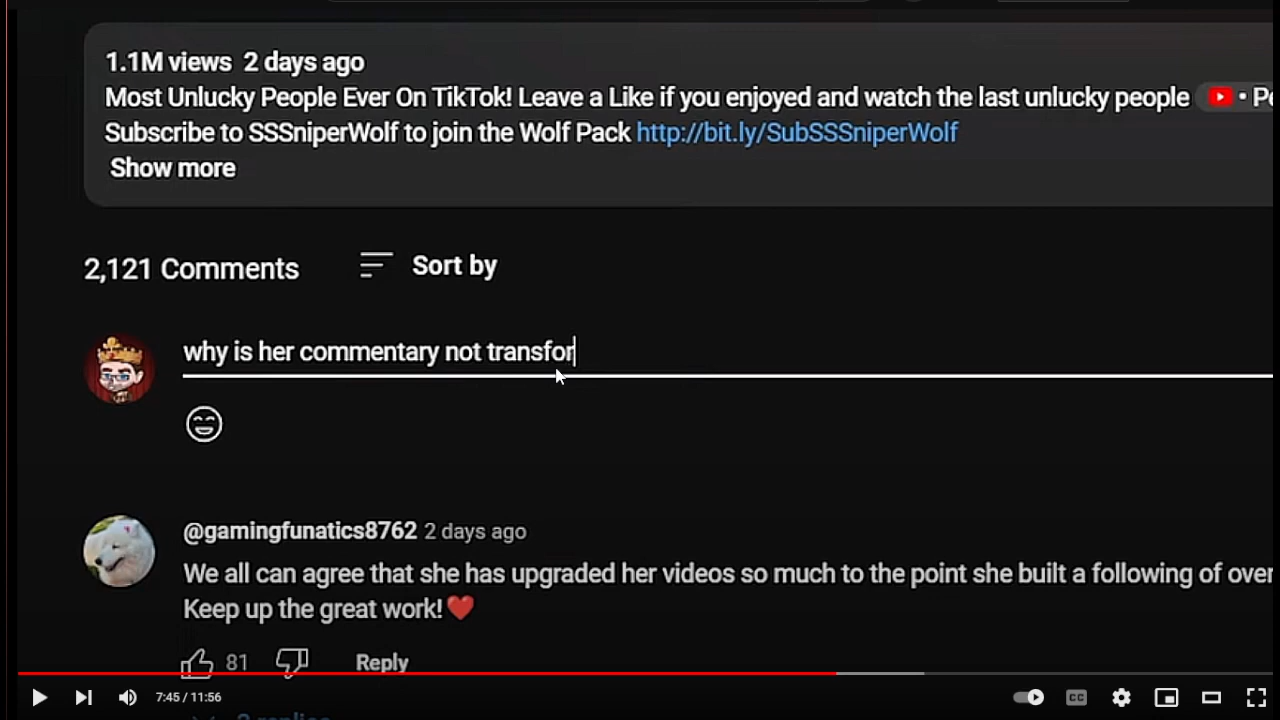 1.1M views 2 days ago
Most Unlucky People Ever On TikTok! Leave a Like if you enjoyed and watch the last unlucky people
Subscribe to SSSniperWolf to join the Wolf Pack http://bit.ly/SubSSSniperWolf
Show more
2,121 Comments Sort by
why is her commentary not transfor
@gamingfunatics8762 2 days ago
We all can agree that she has upgraded her videos so much to the point she built a following of over
Keep up the great work!❤️
81 Reply
7:45 / 11:56 CC